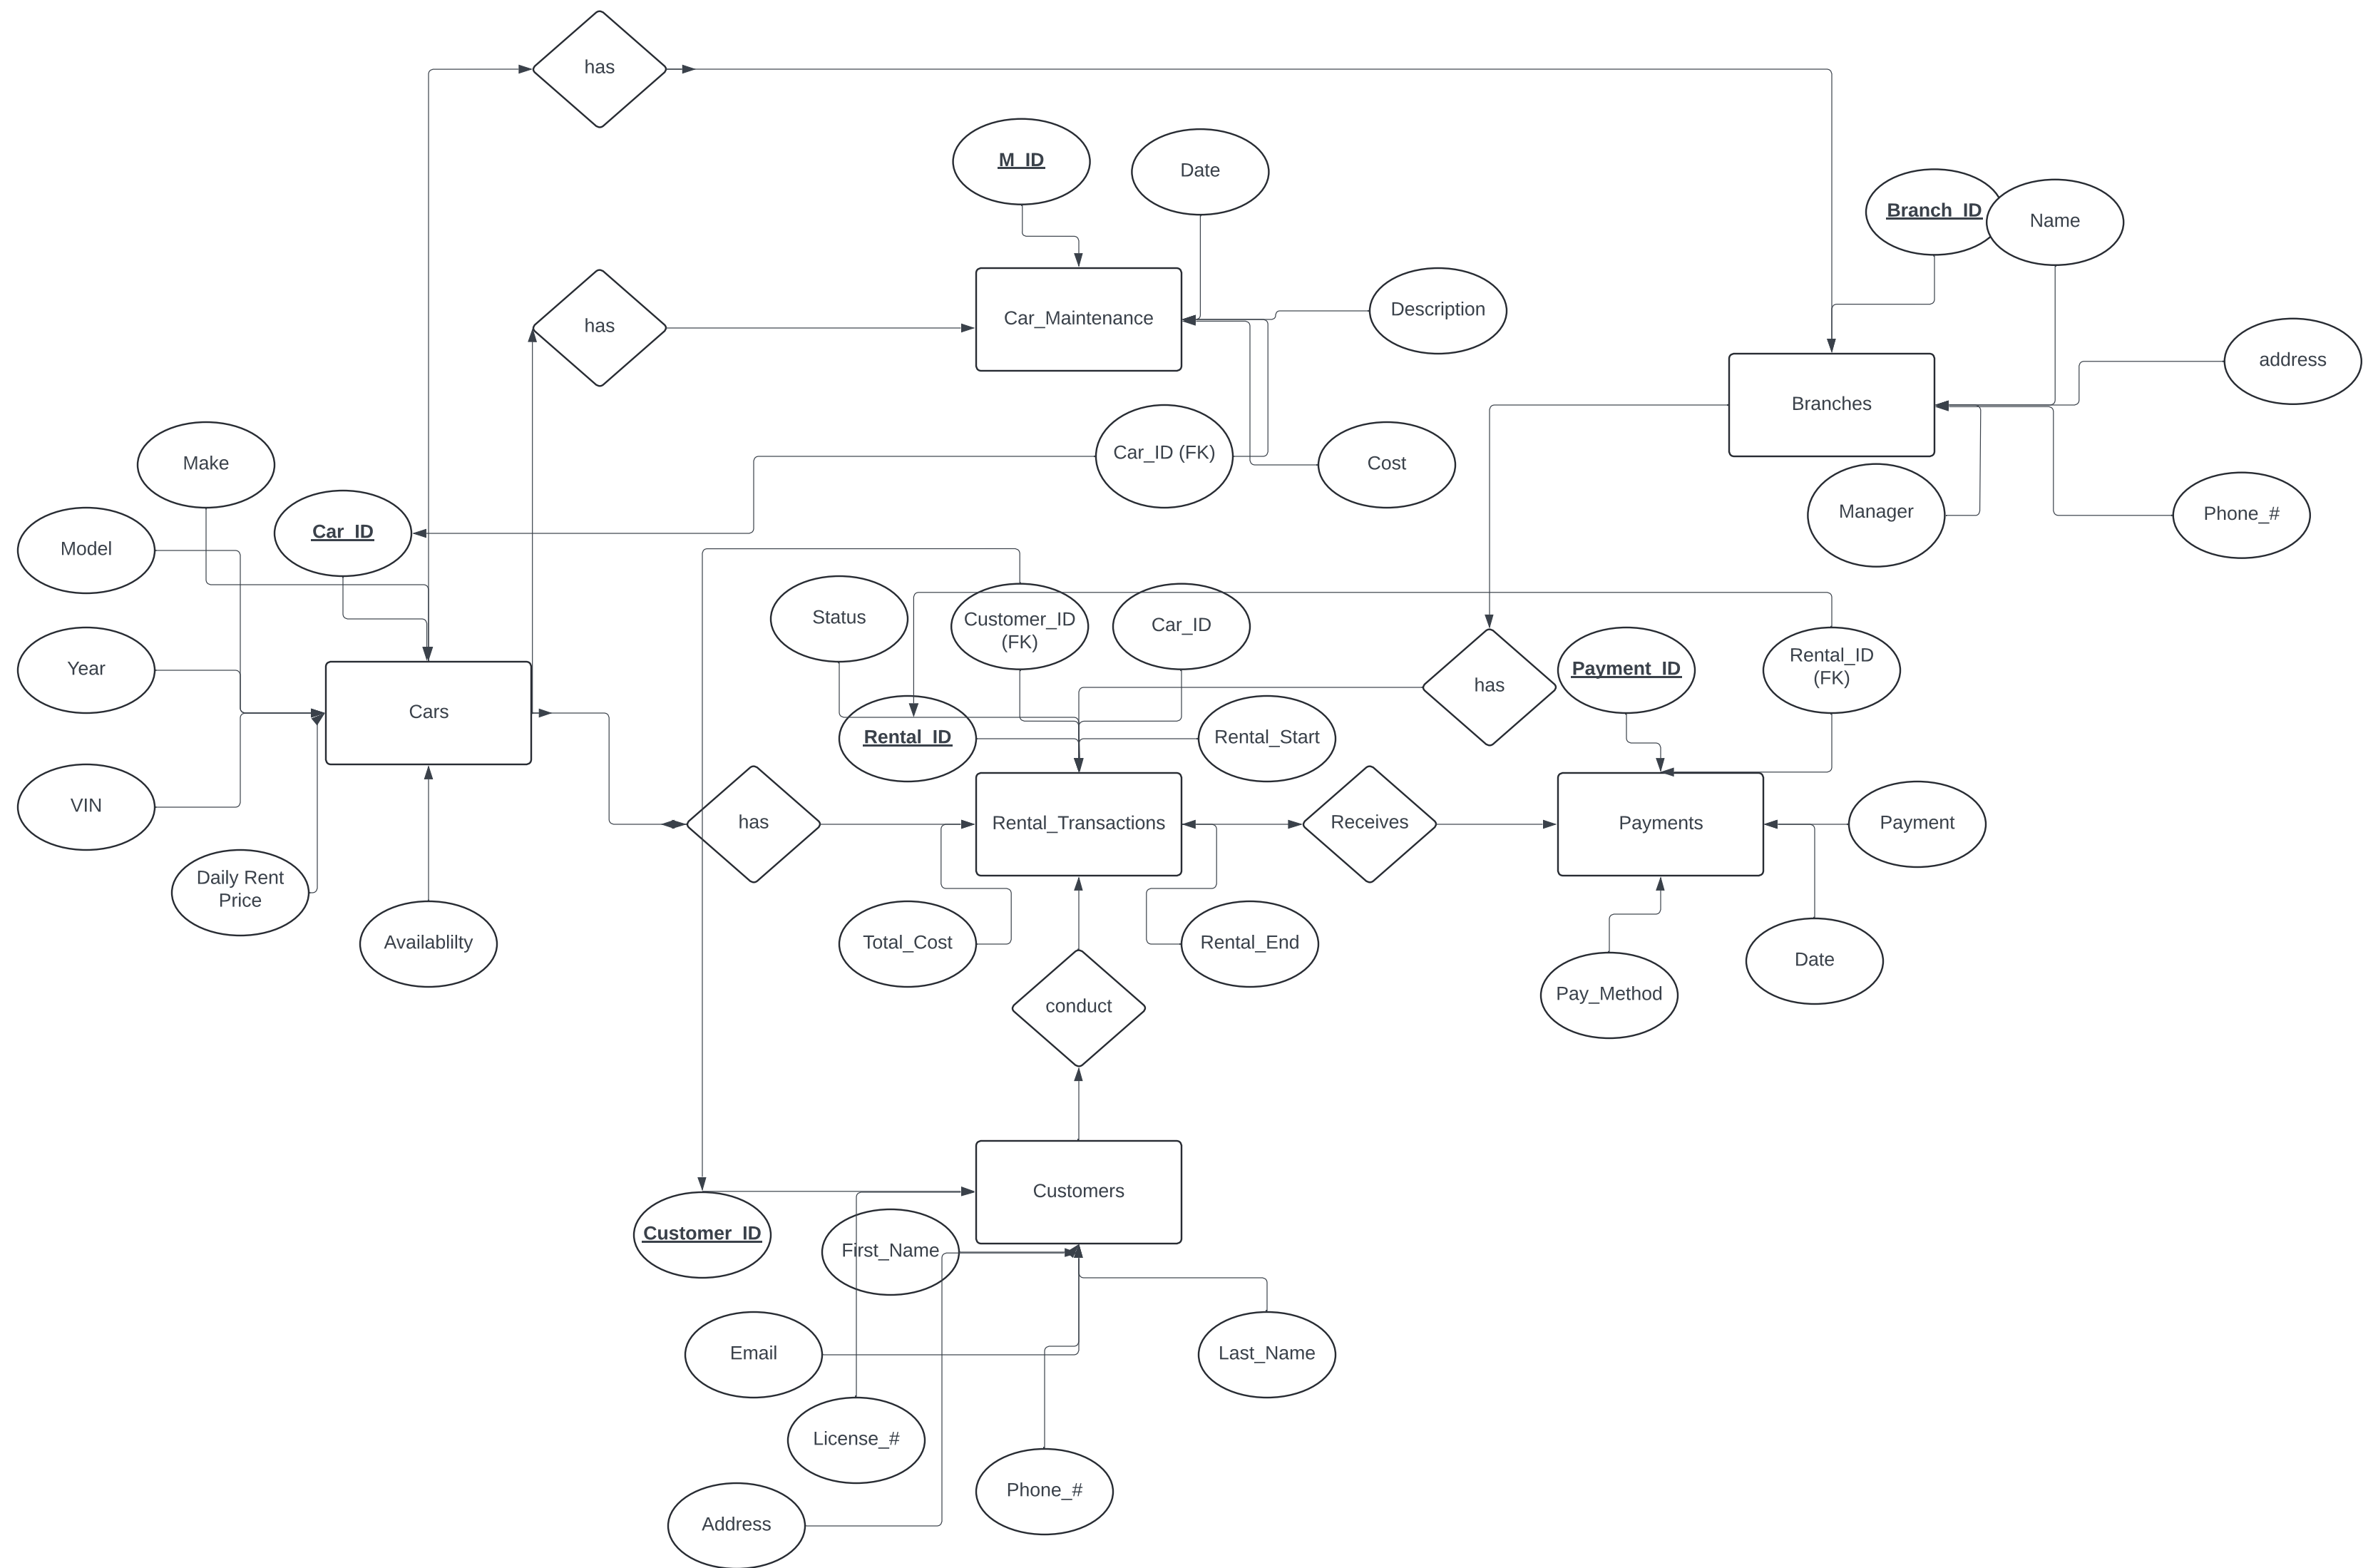 has
M_ID
Date
Branch_ID
Name
has
Car_Maintenance
Description
address
Branches
Make
Car_ID (FK)
Cost
Manager
Phone_#
Model
Car_ID
Status
Customer_ID
(FK)
Car_ID
Year
has
Payment_ID
Rental_ID
(FK)
Cars
Rental_ID
Rental_Start
VIN
has
Rental_Transactions
Receives
Payments
Payment
Daily Rent
Price
Availablilty
Total_Cost
Rental_End
Date
Pay_Method
conduct
Customers
Customer_ID
First_Name
Email
Last_Name
License_#
Phone_#
Address